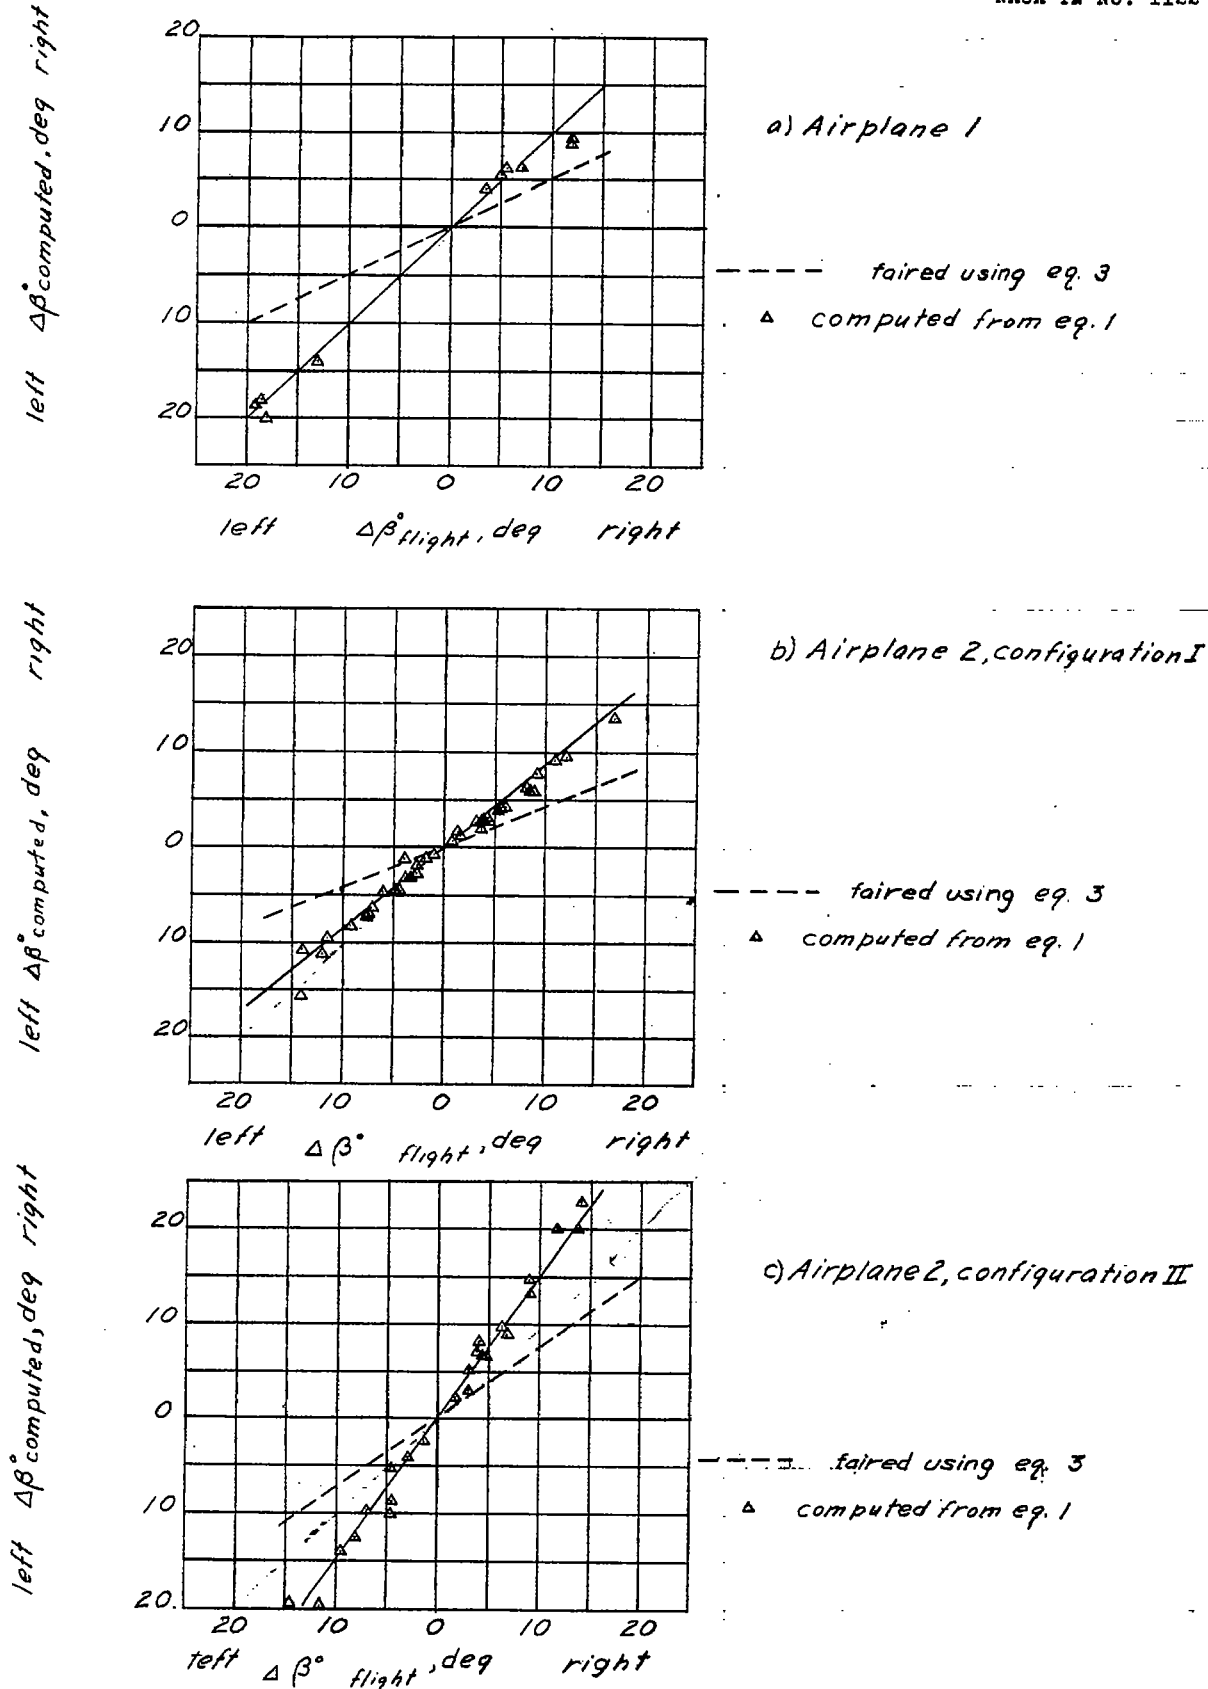 20
10
0
10
20
left Δβ° computed, deg right
20 10 0 10 20
left Δβ° flight, deg right
a) Airplane 1
faired using eq. 3
computed from eq. 1
20
10
0
10
20
left Δβ° computed, deg right
20 10 0 10 20
left Δβ° flight, deg right
b) Airplane 2, configuration I
faired using eq. 3
computed from eq. 1
20
10
0
10
20
left Δβ° computed, deg right
20 10 0 10 20
left Δβ° flight, deg right
c) Airplane 2, configuration II
faired using eq. 3
computed from eq. 1